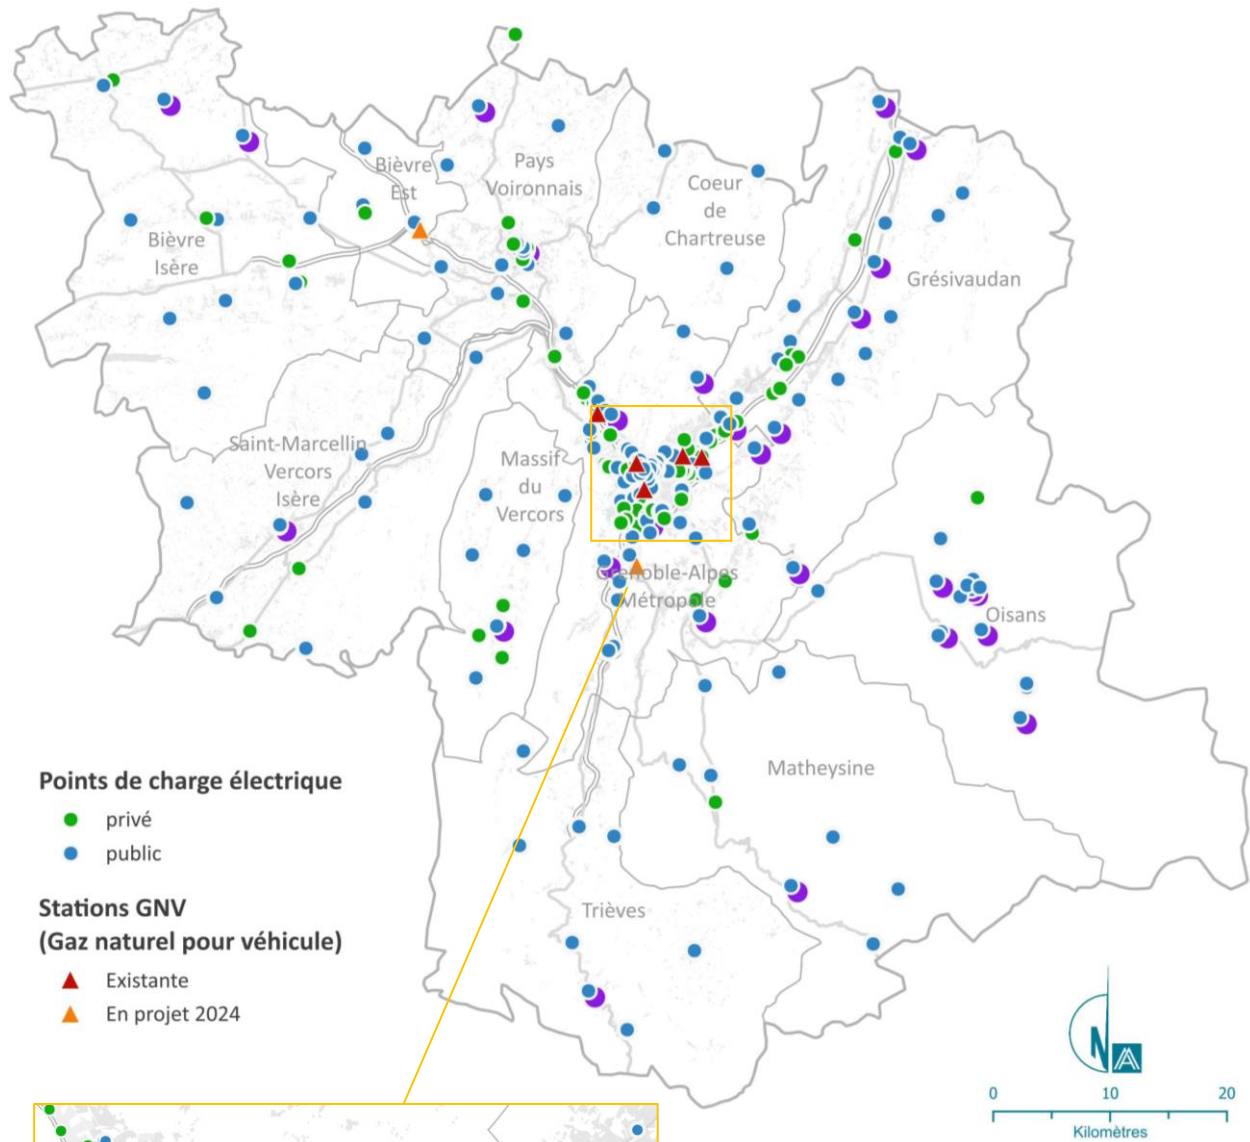 Bièvre
Est
Pays
Voironnais
Coeur
de
Chartreuse
Bièvre
Isère
Grésivaudan
Saint-Marcellin
Vercors
Isère
Massif
du
Vercors
Grenoble-Alpes
Métropole
Oisans
Matheysine
Trièves
Points de charge électrique
privé
public
Stations GNV
(Gaz naturel pour véhicule)
Existante
En projet 2024
N
0 10 20
Kilomètres